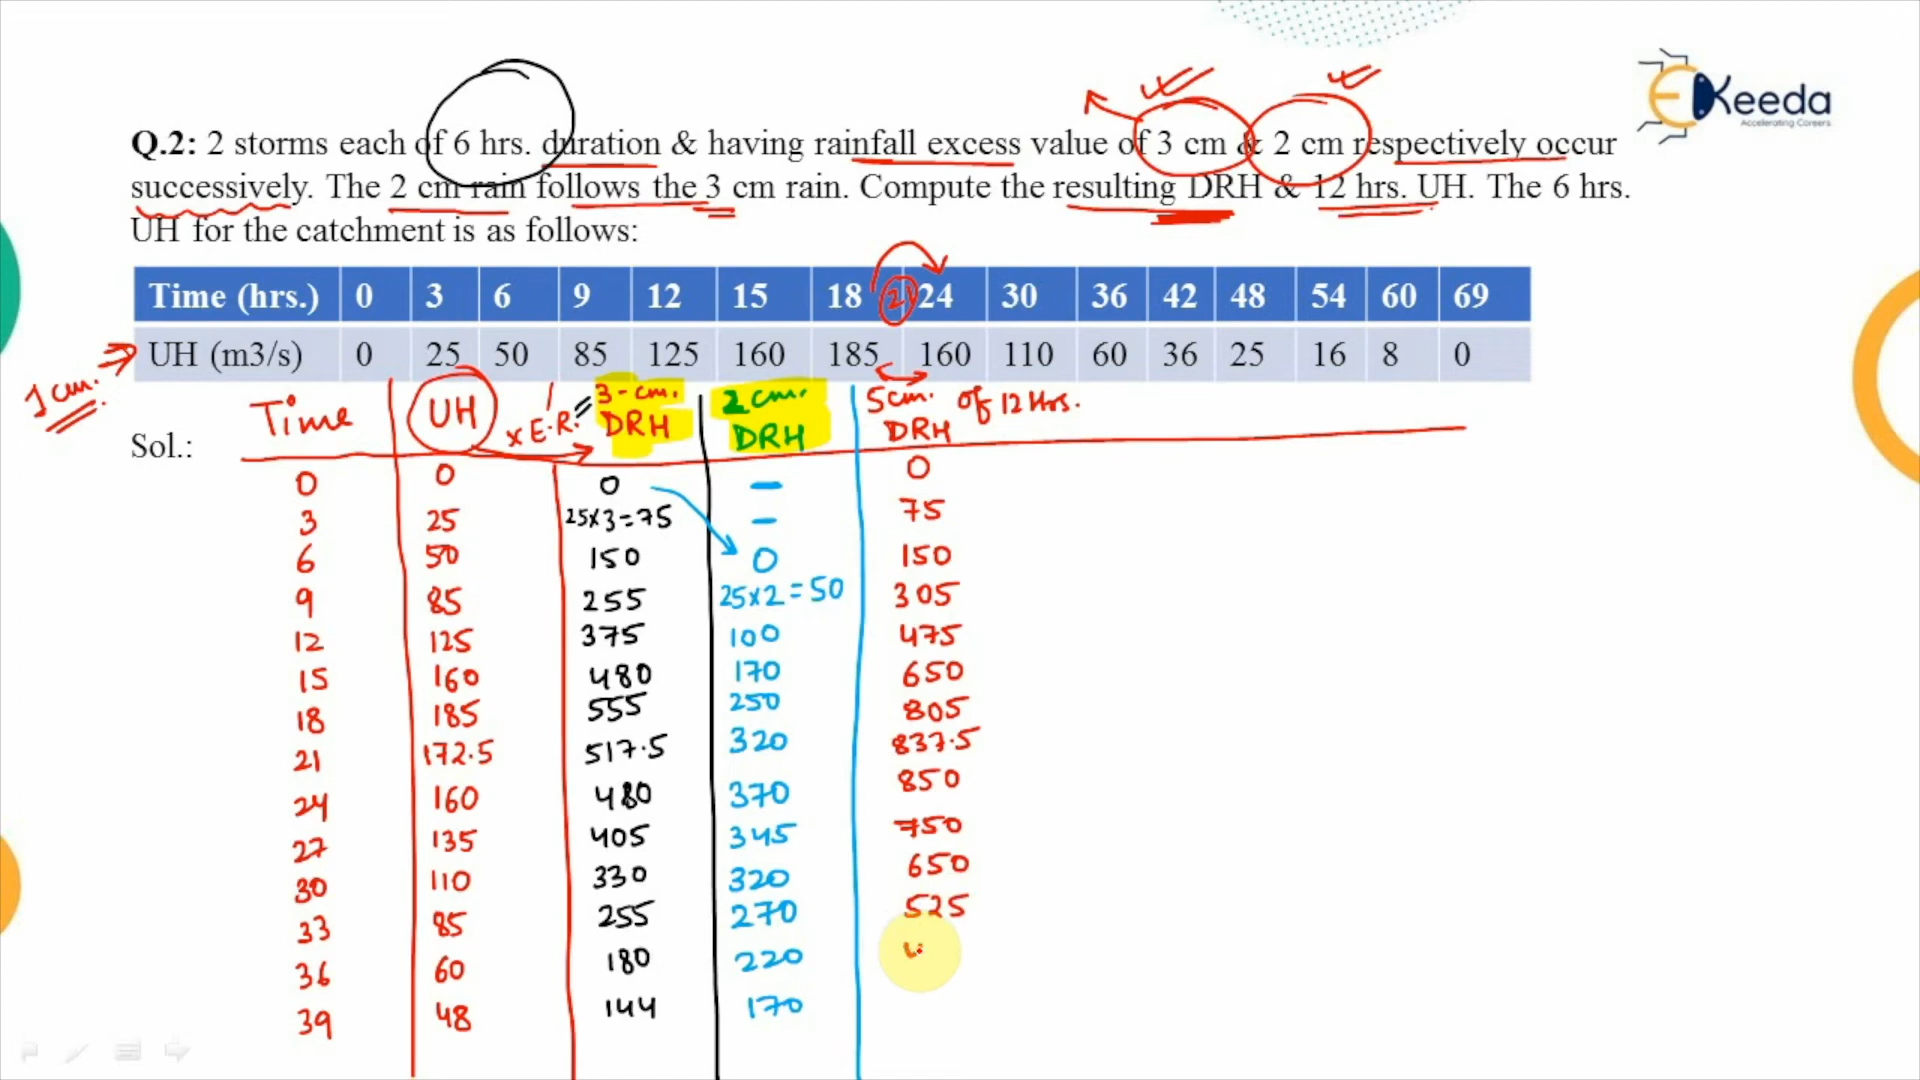 Keeda
Accelerating Careers
Q.2: 2 storms each of 6 hrs. duration & having rainfall excess value of 3 cm & 2 cm respectively occur
successively. The 2 cm rain follows the 3 cm rain. Compute the resulting DRH & 12 hrs. UH. The 6 hrs.
UH for the catchment is as follows:
Time (hrs.) 0 3 6 9 12 15 18 21 24 30 36 42 48 54 60 69
UH (m3/s) 0 25 50 85 125 160 185 160 110 60 36 25 16 8 0
1 cm.
Sol.:
Time UH x E.R. = 3-cm. DRH 2 cm. DRH 5cm. DRH of 12 Hrs.
0 0 0 - 0
3 25 25x3=75 - 75
6 50 150 0 150
9 85 255 25x2=50 305
12 125 375 100 475
15 160 480 170 650
18 185 555 250 805
21 172.5 517.5 320 837.5
24 160 480 370 850
27 135 405 345 750
30 110 330 320 650
33 85 255 270 525
36 60 180 220
39 48 144 170